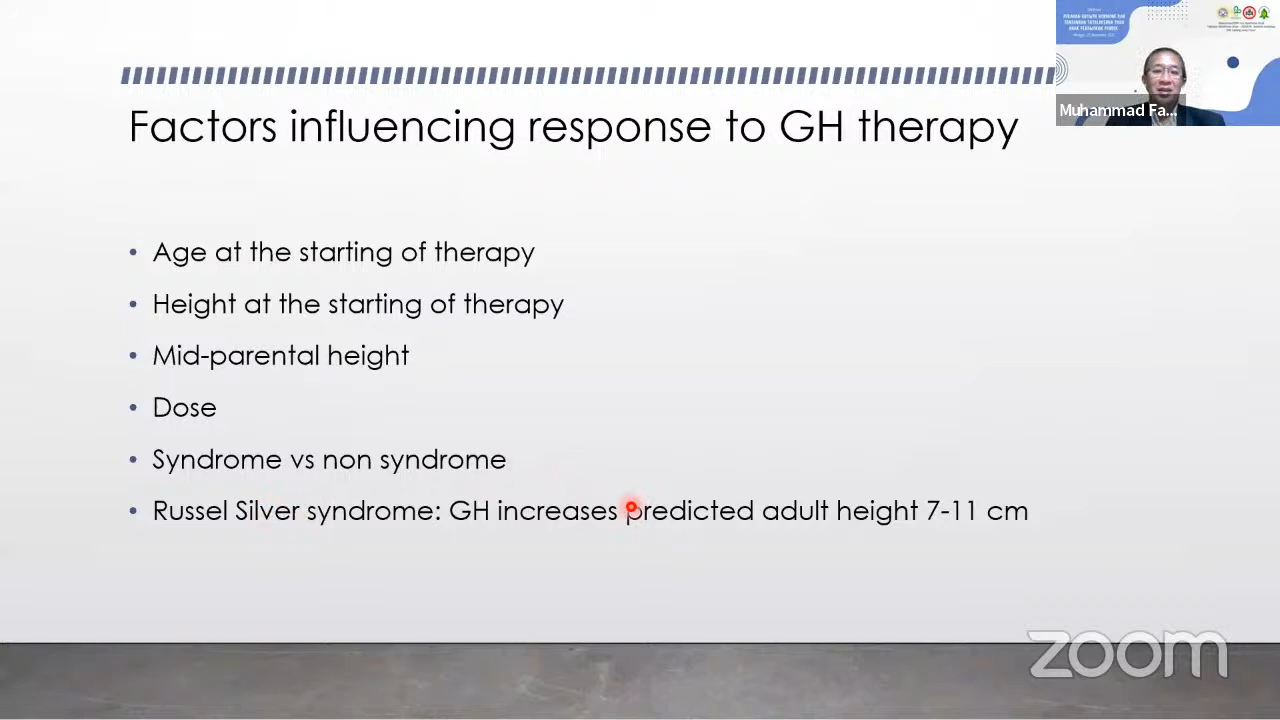 Factors influencing response to GH therapy
Muhammad Fa...
• Age at the starting of therapy
• Height at the starting of therapy
• Mid-parental height
• Dose
• Syndrome vs non syndrome
• Russel Silver syndrome: GH increases predicted adult height 7-11 cm
zoom